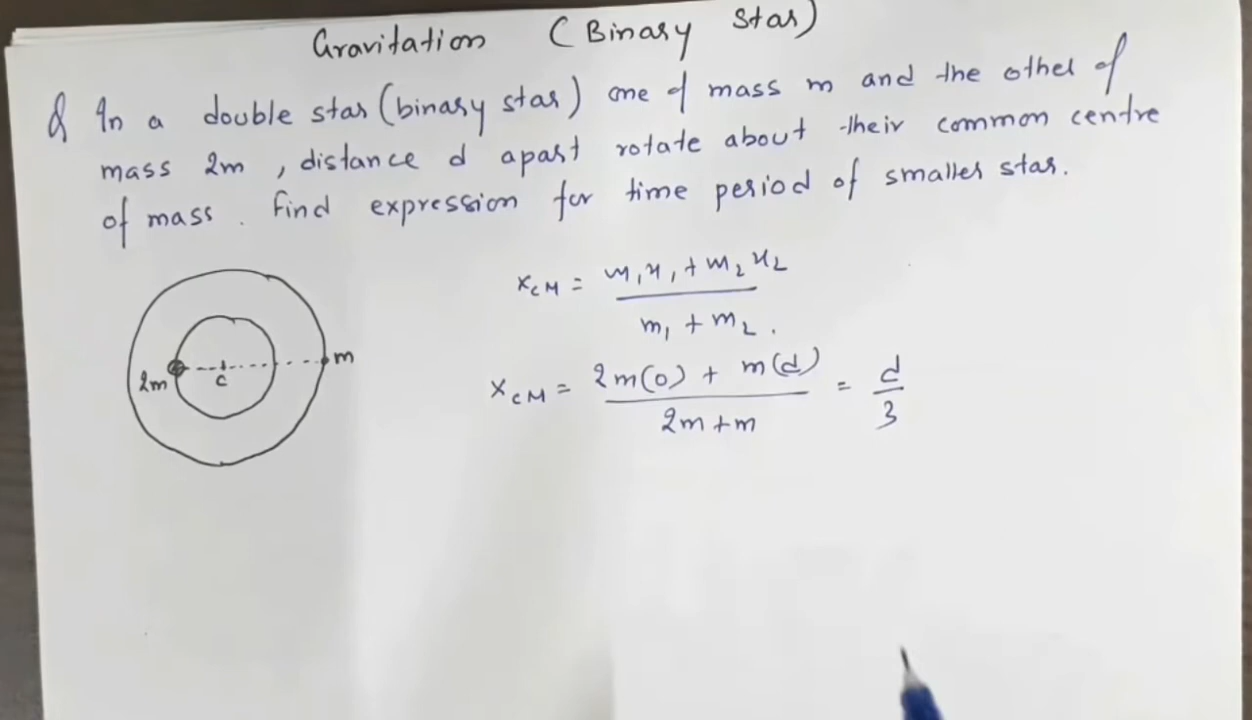 Gravitation (Binary Star)
Q In a double star (binary star) one of mass m and the other of
mass 2m , distance d apart rotate about their common centre
of mass . Find expression for time period of smaller star.
x_CM = (m₁x₁ + m₂x₂) / (m₁ + m₂) .
2m c m
x_CM = (2m(0) + m(d)) / (2m+m) = d/3